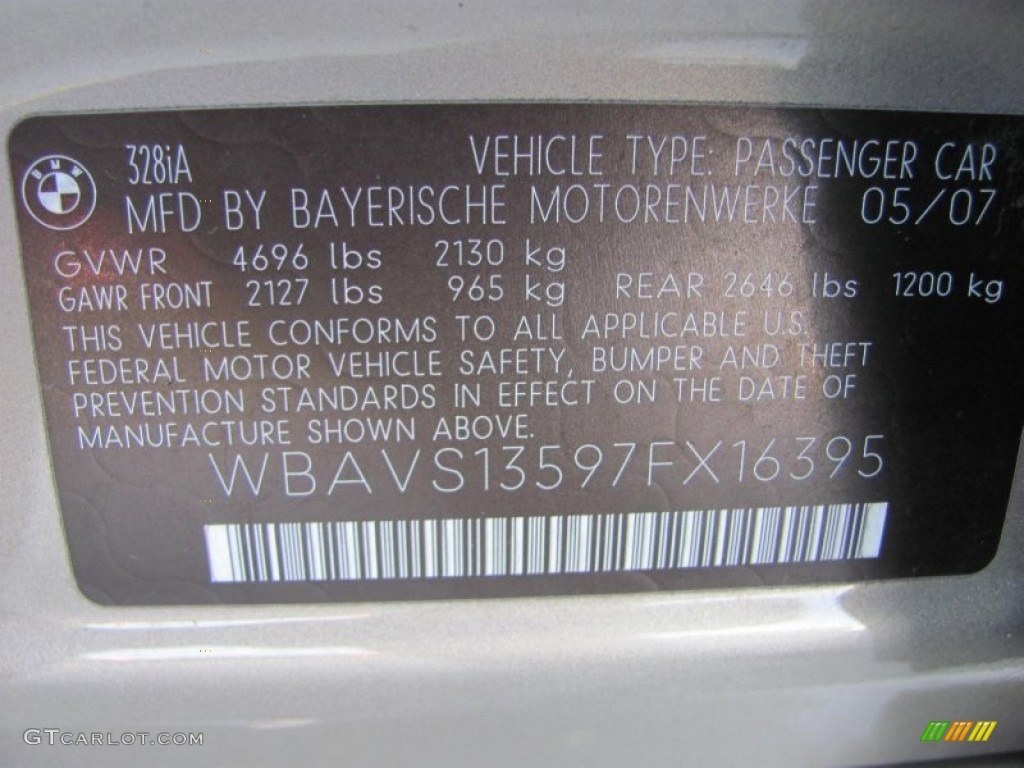 BMW
328iA VEHICLE TYPE: PASSENGER CAR
MFD BY BAYERISCHE MOTORENWERKE 05/07
GVWR 4696 lbs 2130 kg
GAWR FRONT 2127 lbs 965 kg REAR 2646 lbs 1200 kg
THIS VEHICLE CONFORMS TO ALL APPLICABLE U.S.
FEDERAL MOTOR VEHICLE SAFETY, BUMPER AND THEFT
PREVENTION STANDARDS IN EFFECT ON THE DATE OF
MANUFACTURE SHOWN ABOVE.
WBAVS13597FX16395
GTCARLOT.COM